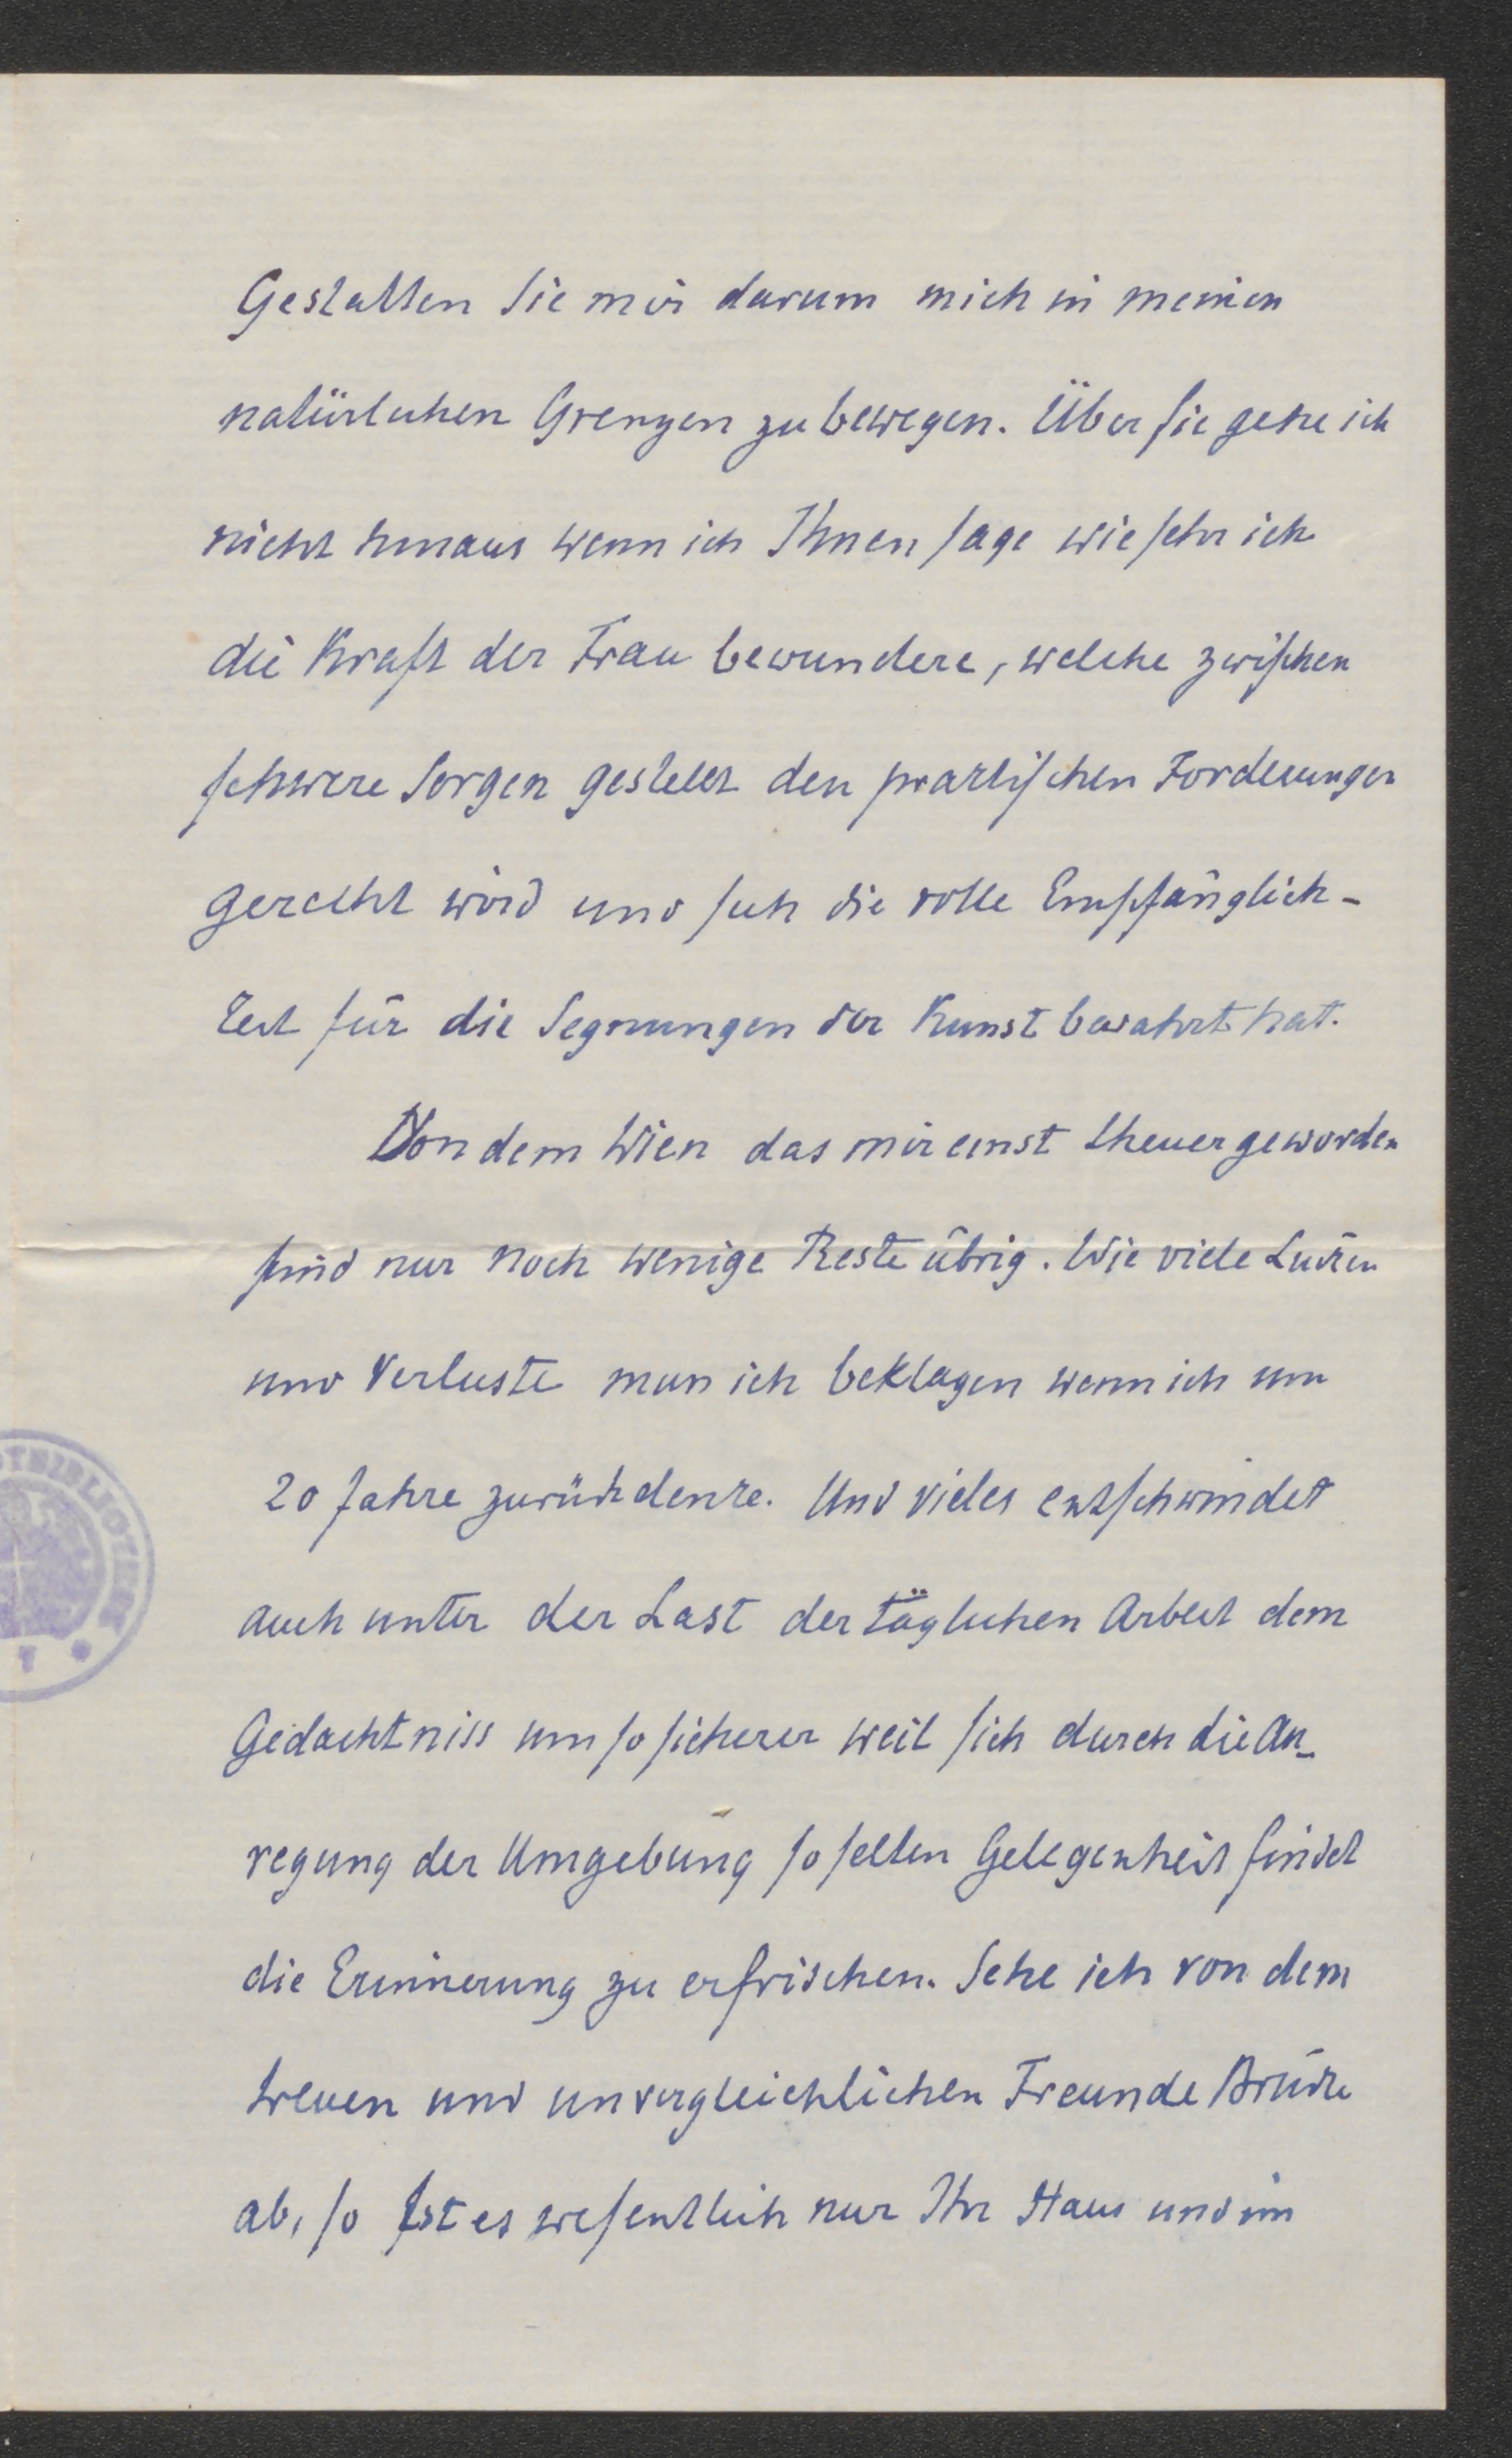 Gestatten Sie mir darum mich in meinen
natürlichen Grenzen zu bewegen. Über sie gehe ich
nicht hinaus wenn ich Ihnen sage wie sehr ich
die Kraft der Frau bewundere, welche zwischen
schwere Sorgen gestellt den praktischen Forderungen
gerecht wird und sich die volle Empfänglich-
keit für die Segnungen der Kunst bewahrt hat.
Von dem Wien das mir einst theuer geworden
sind nur noch wenige Reste übrig. Wie viele Lücken
und Verluste muss ich beklagen wenn ich um
20 Jahre zurückdenke. Und vieles entschwindet
auch unter der Last der täglichen Arbeit dem
Gedächtniss um so sicherer weil sich durch die An-
regung der Umgebung so selten Gelegenheit findet
die Erinnerung zu erfrischen. Sehe ich von dem
treuen und unvergleichlichen Freunde Brücke
ab, so ist es wesentlich nur Ihr Haus und im